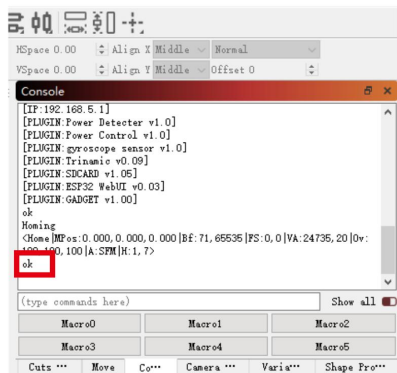 HSpace 0.00 Align X Middle Normal
VSpace 0.00 Align Y Middle Offset 0
Console
[IP:192.168.5.1]
[PLUGIN:Power Detecter v1.0]
[PLUGIN:Power Control v1.0]
[PLUGIN:gyroscope sensor v1.0]
[PLUGIN:Trinamic v0.09]
[PLUGIN:SDCARD v1.05]
[PLUGIN:ESP32 WebUI v0.03]
[PLUGIN:GADGET v1.00]
ok
Homing
<Home|MPos:0.000,0.000,0.000|Bf:71,65535|FS:0,0|VA:24735,20|Ov:
100,100,100|A:SFM|H:1,7>
ok
(type commands here) Show all
Macro0 Macro1 Macro2
Macro3 Macro4 Macro5
Cuts ··· Move Co··· Camera ··· Varia··· Shape Pro···